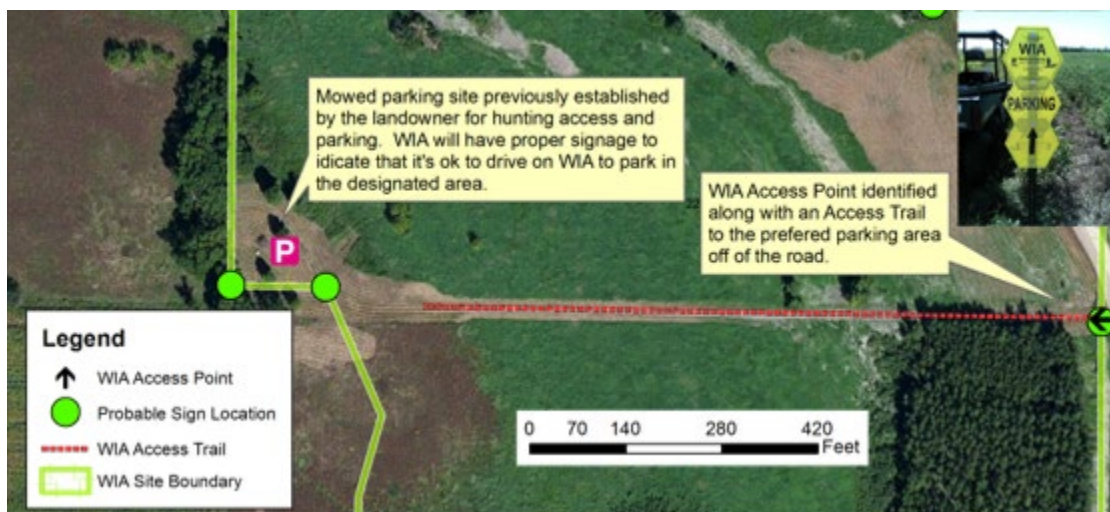 Mowed parking site previously established
by the landowner for hunting access and
parking. WIA will have proper signage to
idicate that it's ok to drive on WIA to park in
the designated area.
WIA
PARKING
WIA Access Point identified
along with an Access Trail
to the prefered parking area
off of the road.
P
Legend
WIA Access Point
Probable Sign Location
WIA Access Trail
WIA Site Boundary
0 70 140 280 420
Feet